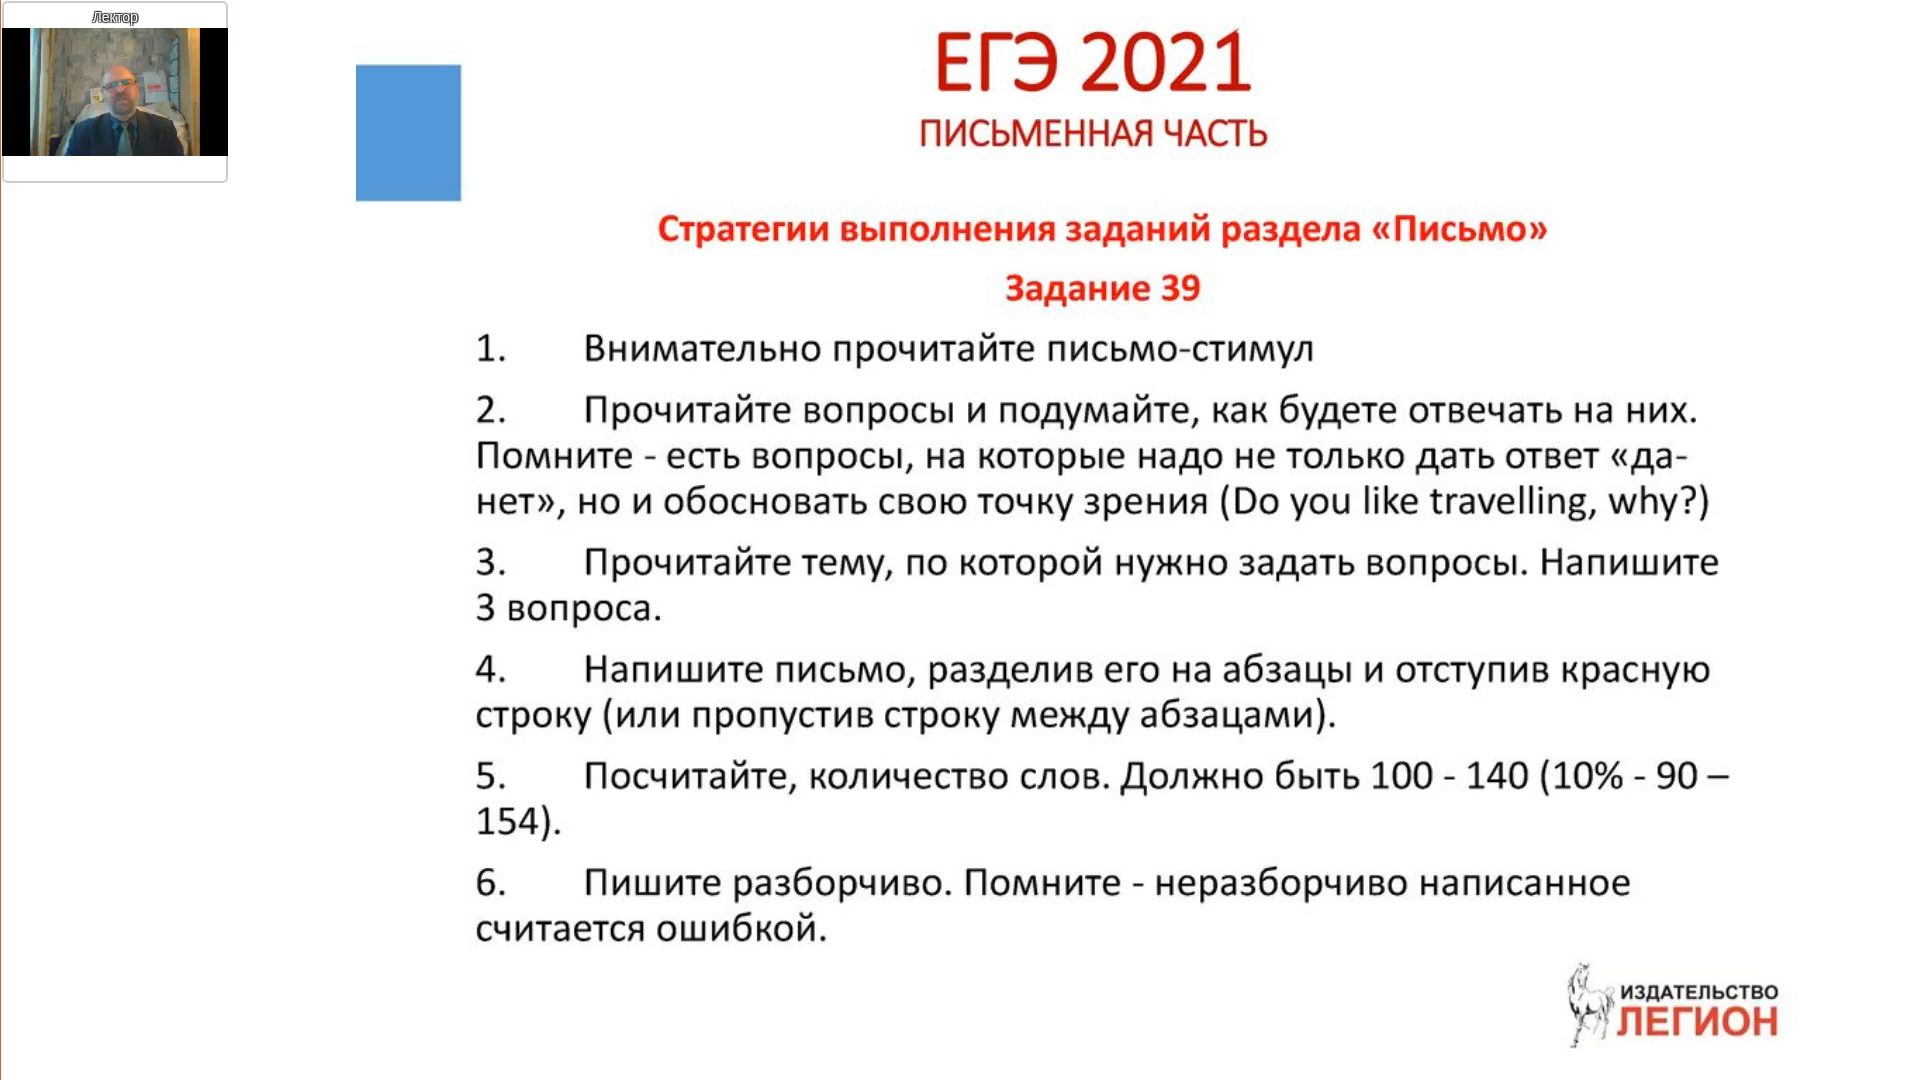 Лектор
ЕГЭ 2021
ПИСЬМЕННАЯ ЧАСТЬ
Стратегии выполнения заданий раздела «Письмо»
Задание 39
1. Внимательно прочитайте письмо-стимул
2. Прочитайте вопросы и подумайте, как будете отвечать на них.
Помните - есть вопросы, на которые надо не только дать ответ «да-
нет», но и обосновать свою точку зрения (Do you like travelling, why?)
3. Прочитайте тему, по которой нужно задать вопросы. Напишите
3 вопроса.
4. Напишите письмо, разделив его на абзацы и отступив красную
строку (или пропустив строку между абзацами).
5. Посчитайте, количество слов. Должно быть 100 - 140 (10% - 90 –
154).
6. Пишите разборчиво. Помните - неразборчиво написанное
считается ошибкой.
ИЗДАТЕЛЬСТВО
ЛЕГИОН